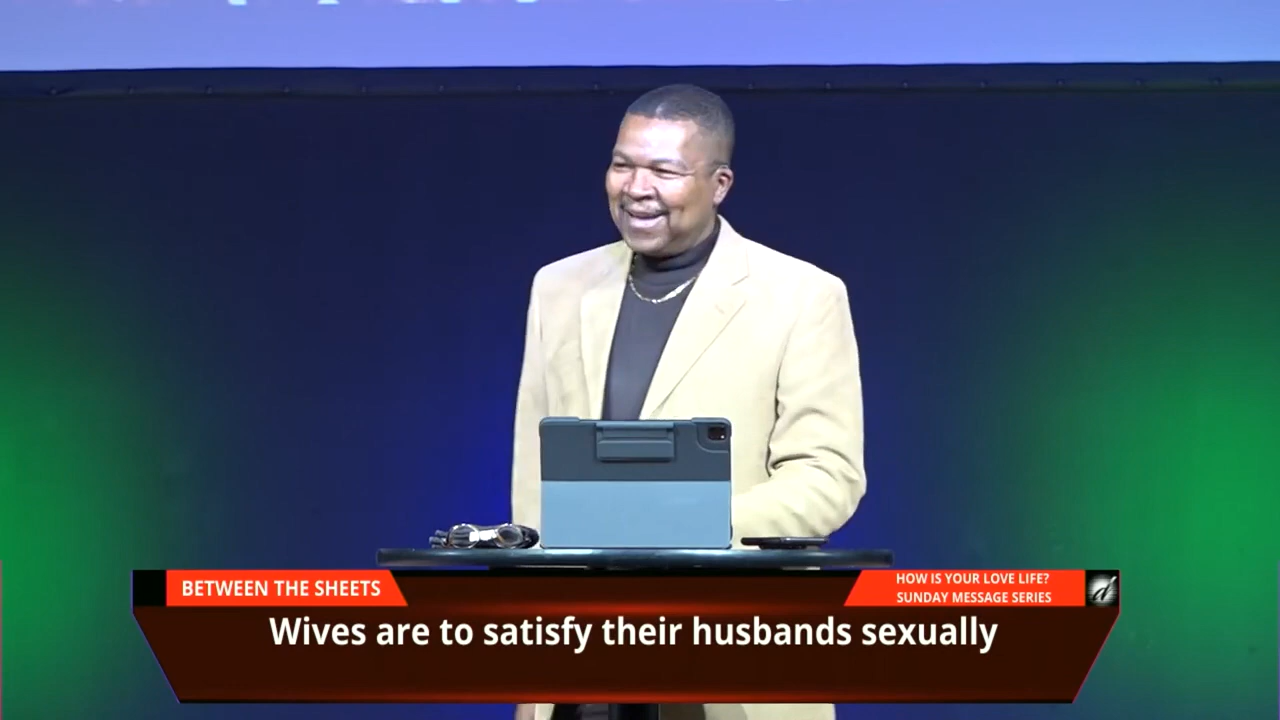 BETWEEN THE SHEETS
HOW IS YOUR LOVE LIFE?
SUNDAY MESSAGE SERIES
d
Wives are to satisfy their husbands sexually